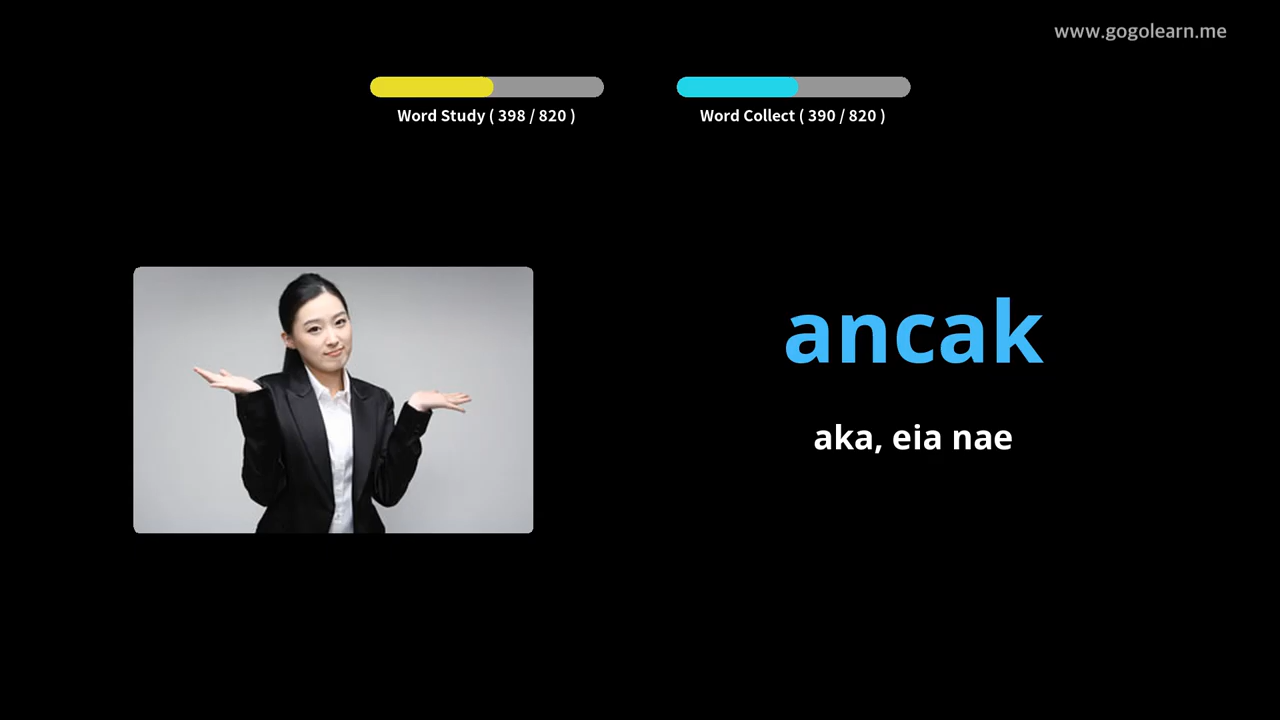 www.gogolearn.me
Word Study ( 398 / 820 )
Word Collect ( 390 / 820 )
ancak
aka, eia nae